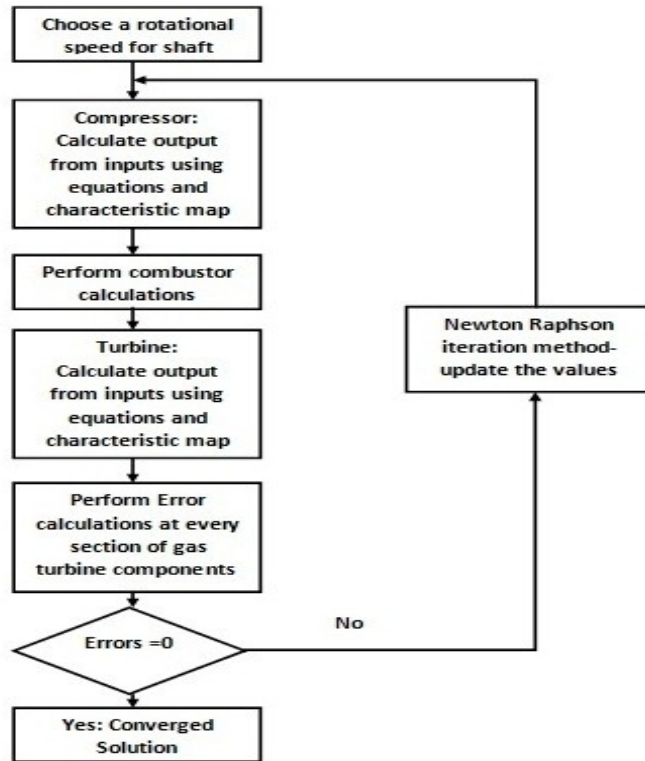 Choose a rotational
speed for shaft
Compressor:
Calculate output
from inputs using
equations and
characteristic map
Perform combustor
calculations
Turbine:
Calculate output
from inputs using
equations and
characteristic map
Perform Error
calculations at every
section of gas
turbine components
Errors =0
No
Newton Raphson
iteration method-
update the values
Yes: Converged
Solution